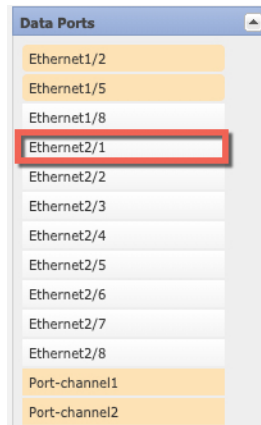 Data Ports
Ethernet1/2
Ethernet1/5
Ethernet1/8
Ethernet2/1
Ethernet2/2
Ethernet2/3
Ethernet2/4
Ethernet2/5
Ethernet2/6
Ethernet2/7
Ethernet2/8
Port-channel1
Port-channel2